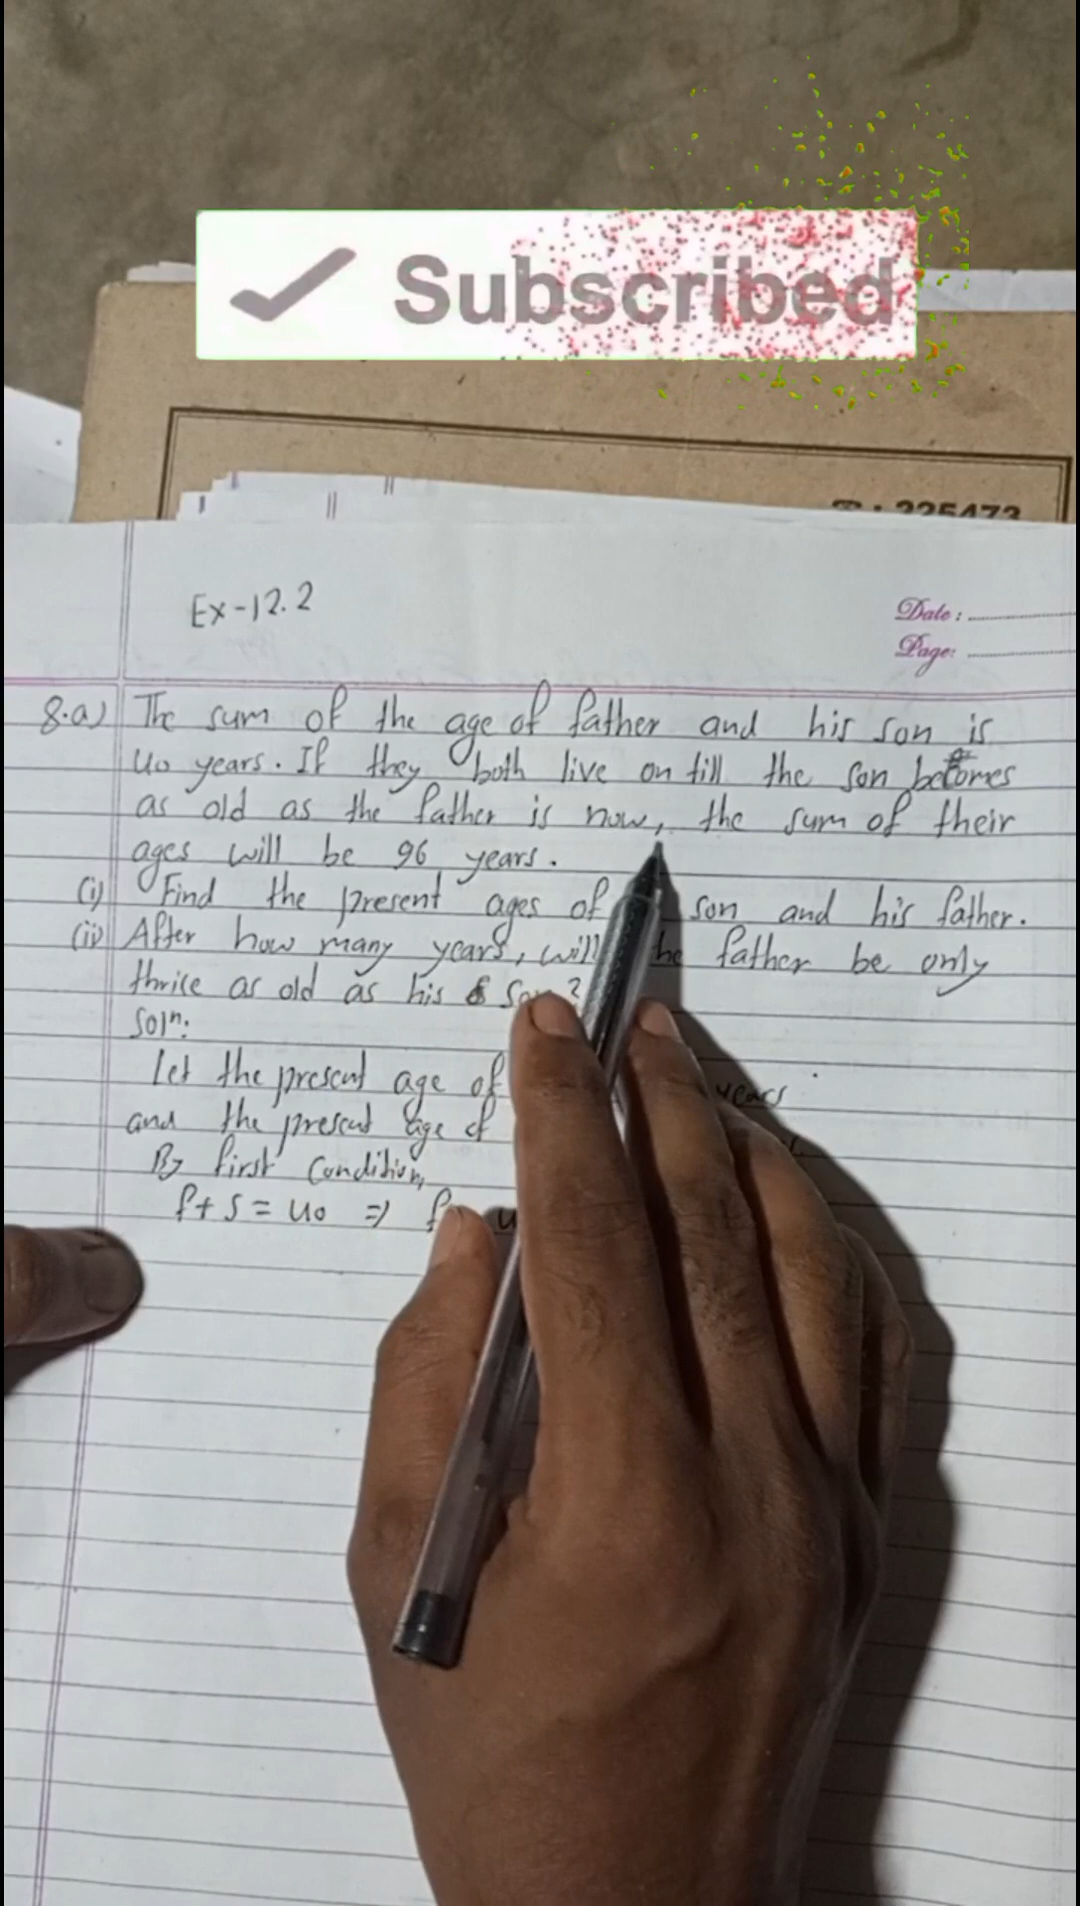 Subscribed
☎ : 225473
Ex-12.2
Date :
Page:
8.a) The sum of the age of father and his son is
40 years. If they both live on till the son becomes
as old as the father is now, the sum of their
ages will be 96 years.
(i) Find the present ages of son and his father.
(ii) After how many years, will the father be only
thrice as old as his son?
Solⁿ:
Let the present age of years
and the present age of
By first condition,
f + s = 40 ⇒ f